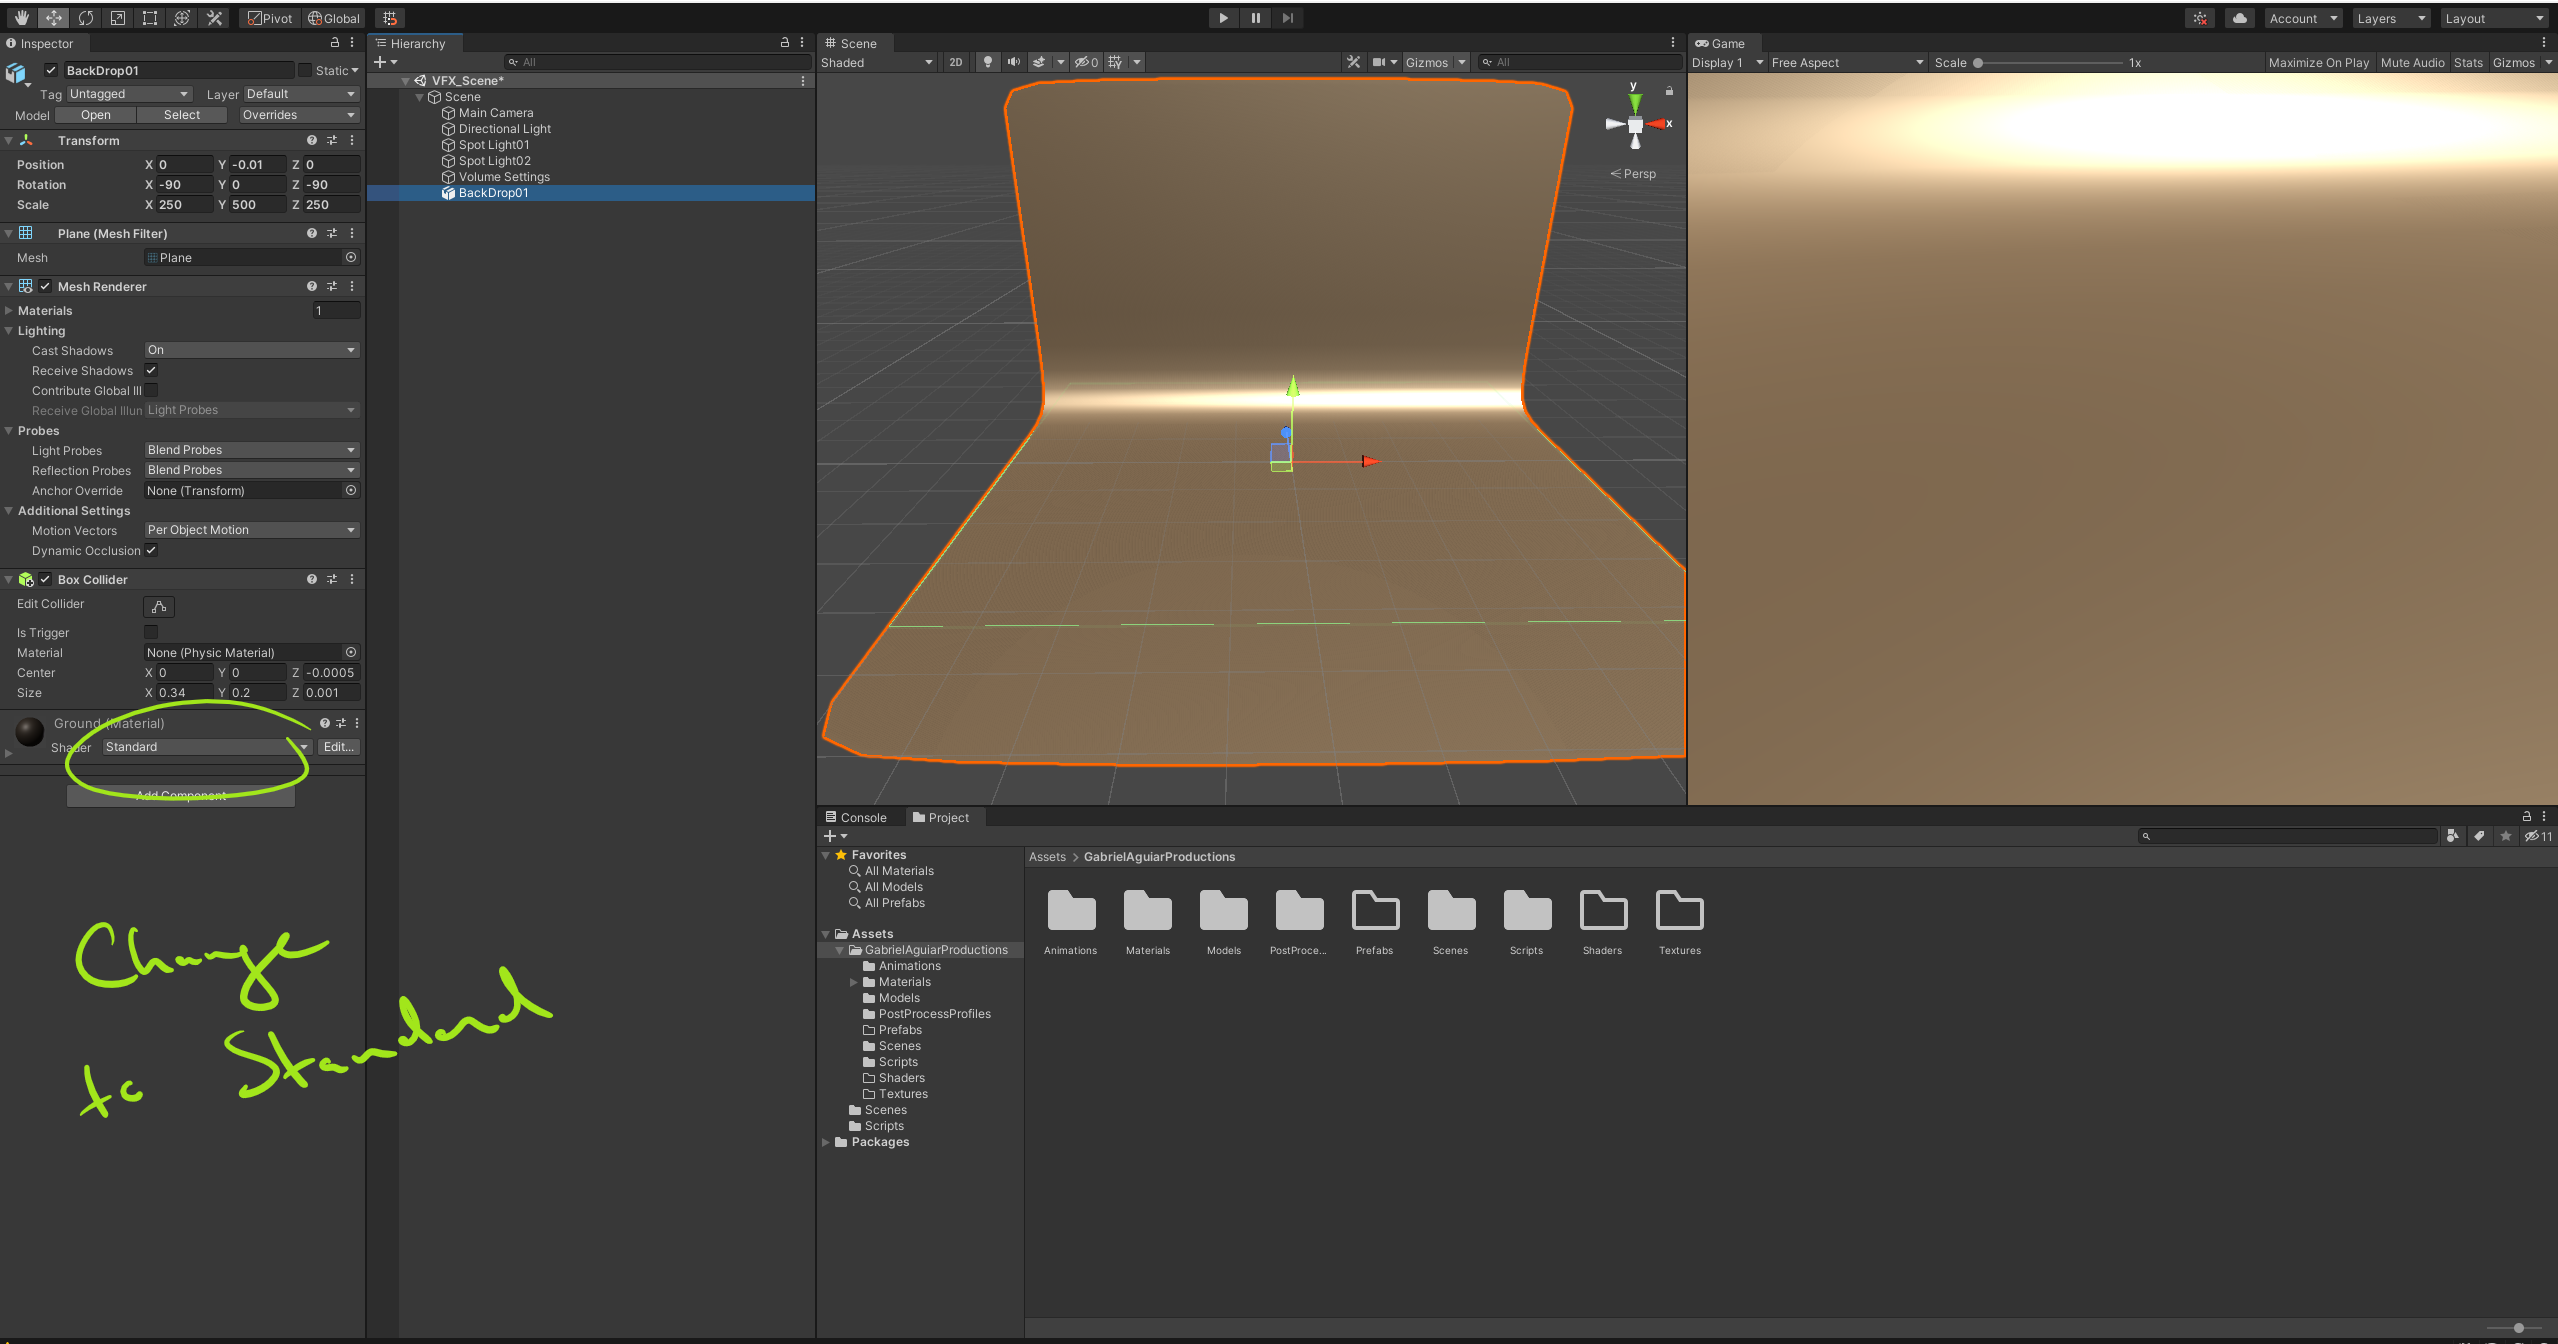 Pivot Global Account Layers Layout
Inspector
BackDrop01 Static
Tag Untagged Layer Default
Model Open Select Overrides
Transform
Position X 0 Y -0.01 Z 0
Rotation X -90 Y 0 Z -90
Scale X 250 Y 500 Z 250
Plane (Mesh Filter)
Mesh Plane
Mesh Renderer
Materials 1
Lighting
Cast Shadows On
Receive Shadows
Contribute Global Ill
Receive Global Illun Light Probes
Probes
Light Probes Blend Probes
Reflection Probes Blend Probes
Anchor Override None (Transform)
Additional Settings
Motion Vectors Per Object Motion
Dynamic Occlusion
Box Collider
Edit Collider
Is Trigger
Material None (Physic Material)
Center X 0 Y 0 Z -0.0005
Size X 0.34 Y 0.2 Z 0.001
Ground (Material)
Shader Standard Edit...
Add Component
Change
to Standard
Hierarchy
All
VFX_Scene*
Scene
Main Camera
Directional Light
Spot Light01
Spot Light02
Volume Settings
BackDrop01
Scene
Shaded 2D 0 Gizmos All
y
x
Persp
Game
Display 1 Free Aspect Scale 1x Maximize On Play Mute Audio Stats Gizmos
Console Project
11
Favorites
All Materials
All Models
All Prefabs
Assets
GabrielAguiarProductions
Animations
Materials
Models
PostProcessProfiles
Prefabs
Scenes
Scripts
Shaders
Textures
Scenes
Scripts
Packages
Assets > GabrielAguiarProductions
Animations Materials Models PostProce... Prefabs Scenes Scripts Shaders Textures